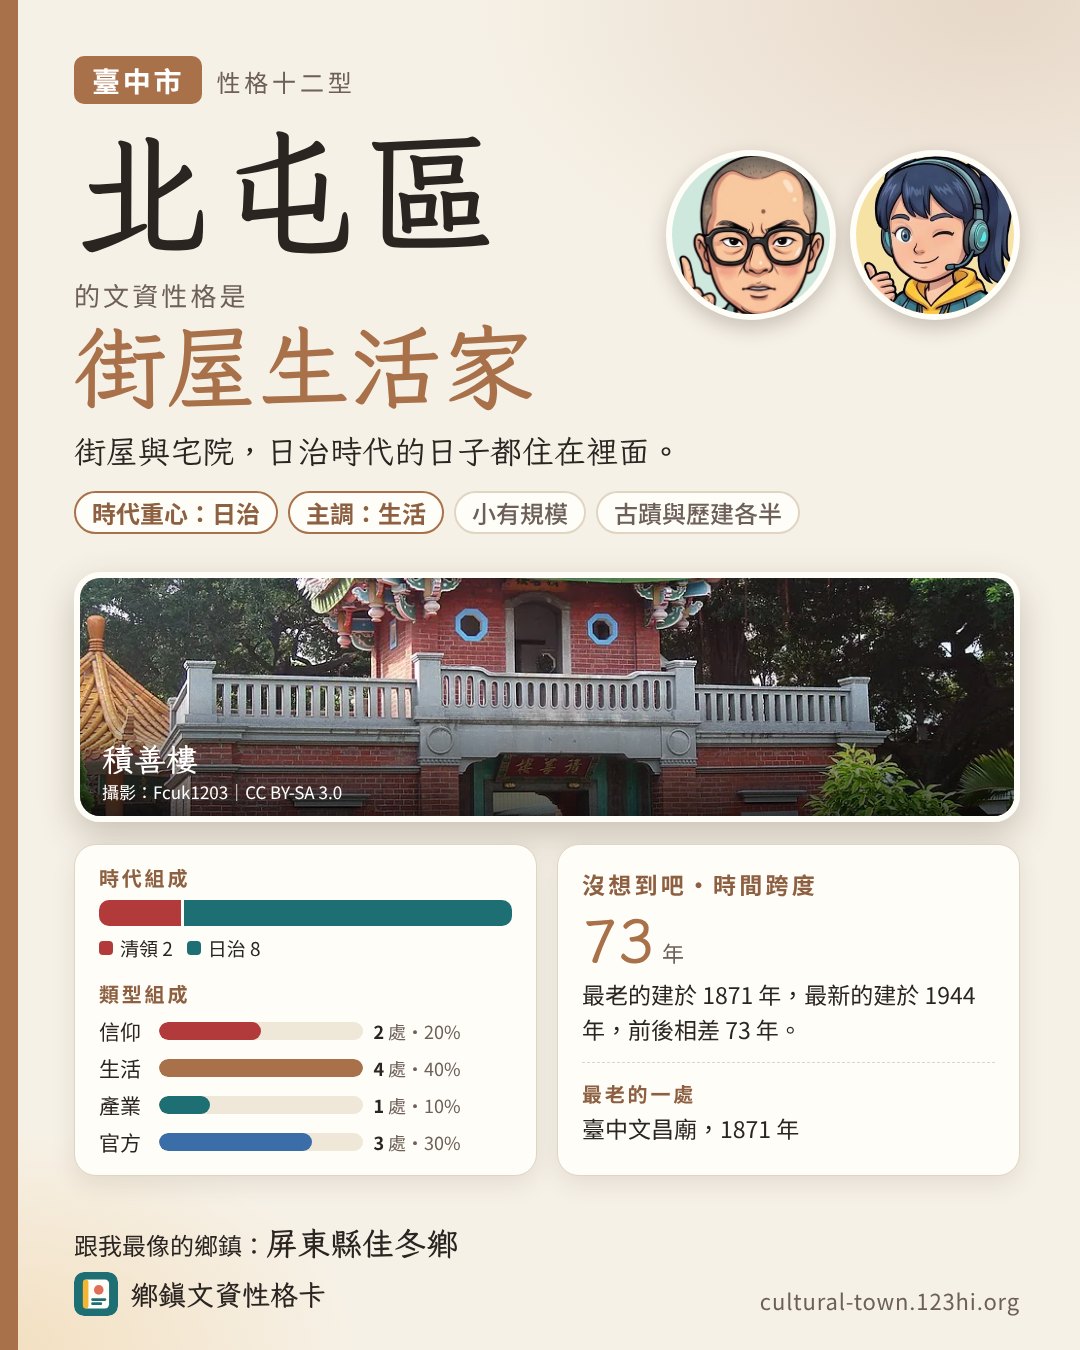 臺中市 性格十二型
北屯區
的文資性格是
街屋生活家
街屋與宅院，日治時代的日子都住在裡面。
時代重心：日治 主調：生活 小有規模 古蹟與歷建各半
樓善積
積善樓
攝影：Fcuk1203｜CC BY-SA 3.0
時代組成
清領 2 日治 8
類型組成
信仰 2 處・20%
生活 4 處・40%
產業 1 處・10%
官方 3 處・30%
沒想到吧・時間跨度
73 年
最老的建於 1871 年，最新的建於 1944
年，前後相差 73 年。
最老的一處
臺中文昌廟，1871 年
跟我最像的鄉鎮：屏東縣佳冬鄉
鄉鎮文資性格卡
cultural-town.123hi.org